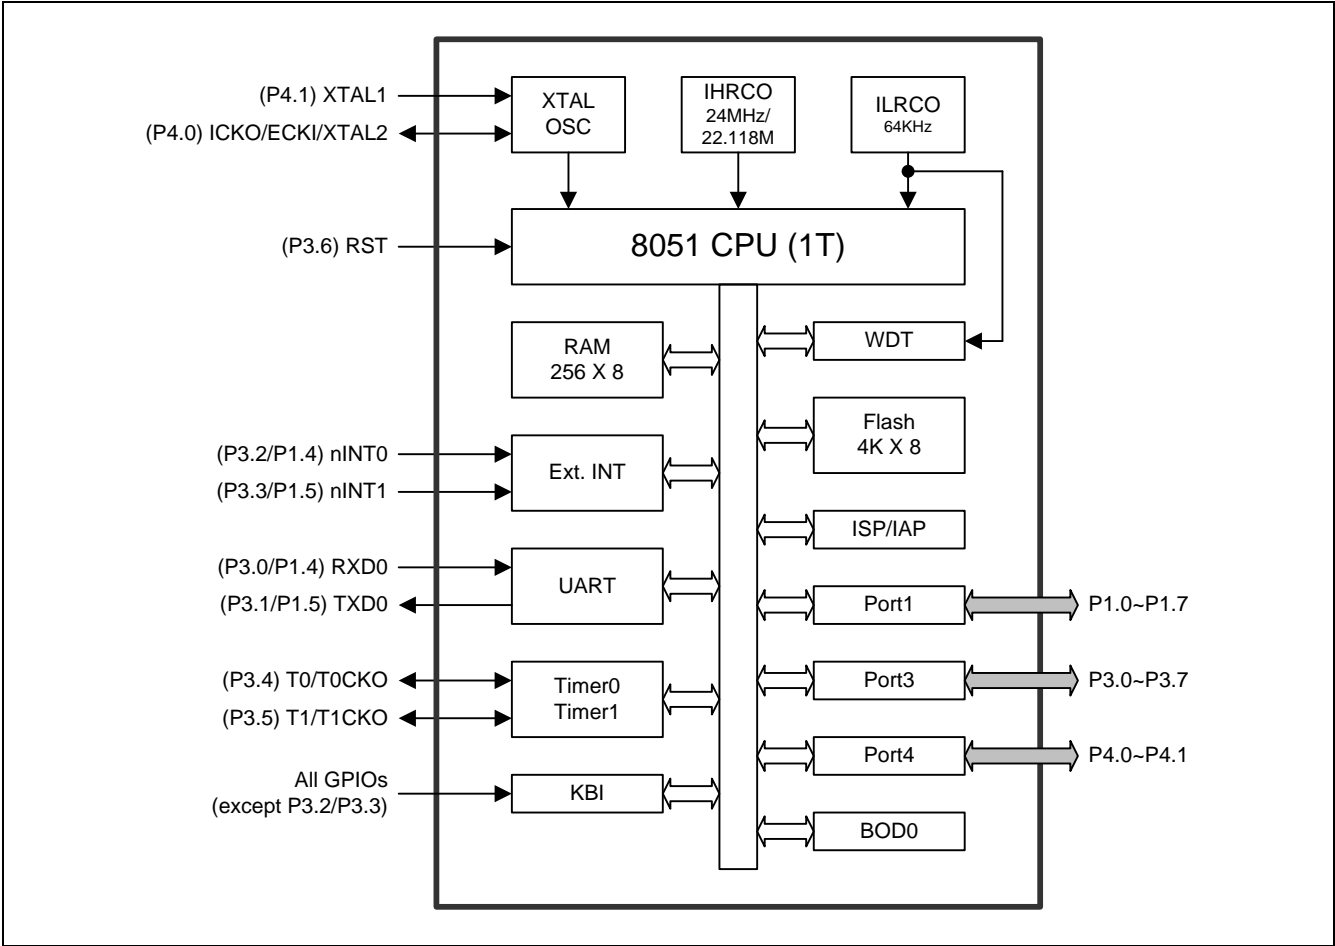 (P4.1) XTAL1
(P4.0) ICKO/ECKI/XTAL2
XTAL
OSC
IHRCO
24MHz/
22.118M
ILRCO
64KHz
(P3.6) RST
8051 CPU (1T)
RAM
256 X 8
WDT
Flash
4K X 8
(P3.2/P1.4) nINT0
(P3.3/P1.5) nINT1
Ext. INT
ISP/IAP
(P3.0/P1.4) RXD0
(P3.1/P1.5) TXD0
UART
Port1
P1.0~P1.7
(P3.4) T0/T0CKO
(P3.5) T1/T1CKO
Timer0
Timer1
Port3
P3.0~P3.7
Port4
P4.0~P4.1
All GPIOs
(except P3.2/P3.3)
KBI
BOD0